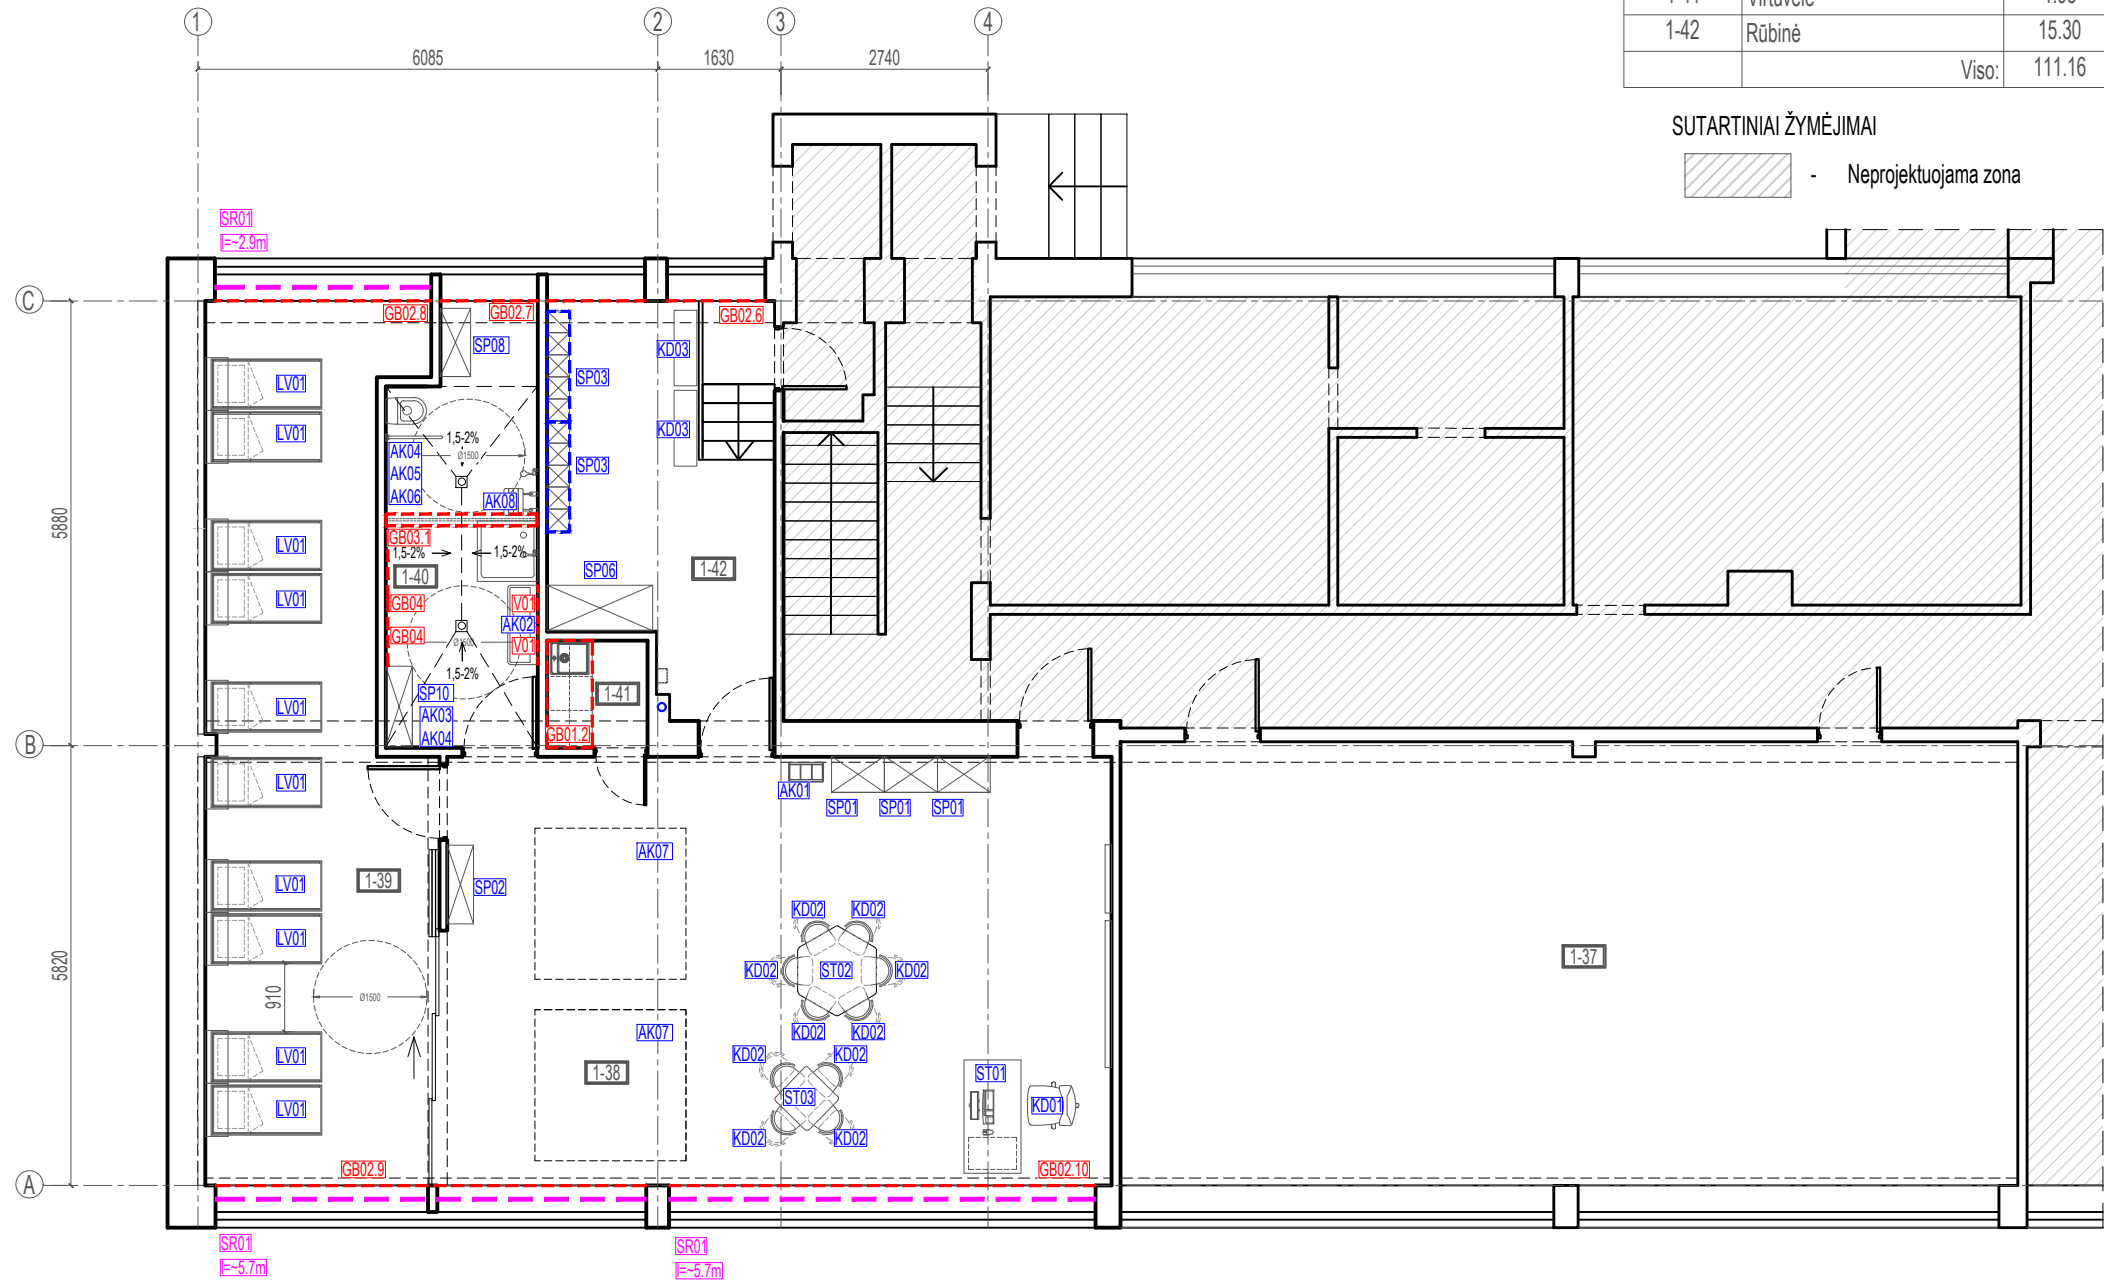 1
2
3
4
6085
1630
2740
1-42 Rūbinė 15.30
Viso: 111.16
SUTARTINIAI ŽYMĖJIMAI
- Neprojektuojama zona
SR01
l=~2.9m
C
GB02.8
GB02.7
GB02.6
SP08
KD03
LV01
SP03
LV01
KD03
1,5-2%
AK04
Ø1500
SP03
AK05
AK06
AK08
5880
GB03.1
LV01
1,5-2%
1,5-2%
1-40
SP06
1-42
LV01
GB04
V01
AK02
GB04
V01
Ø1500
1,5-2%
SP10
1-41
LV01
AK03
AK04
GB01.2
B
LV01
AK01
SP01
SP01
SP01
AK07
1-39
LV01
SP02
KD02
KD02
LV01
5820
KD02
ST02
KD02
1-37
910
Ø1500
AK07
KD02
KD02
LV01
KD02
KD02
1-38
ST01
ST03
KD01
LV01
KD02
KD02
GB02.9
GB02.10
A
SR01
l=~5.7m
SR01
l=~5.7m